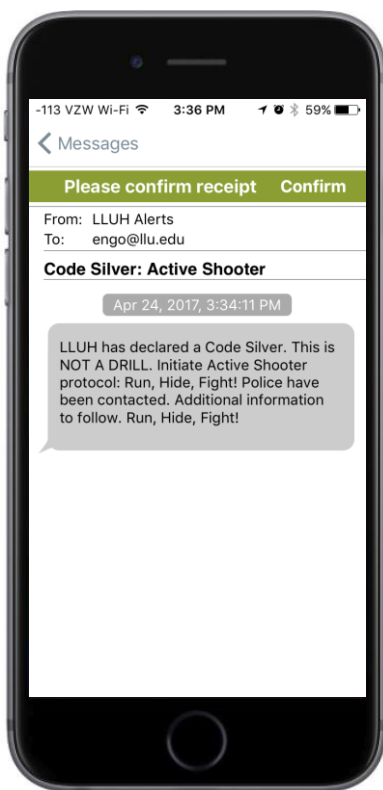 -113 VZW Wi-Fi 3:36 PM 59%
Messages
Please confirm receipt Confirm
From: LLUH Alerts
To: engo@llu.edu
Code Silver: Active Shooter
Apr 24, 2017, 3:34:11 PM
LLUH has declared a Code Silver. This is
NOT A DRILL. Initiate Active Shooter
protocol: Run, Hide, Fight! Police have
been contacted. Additional information
to follow. Run, Hide, Fight!